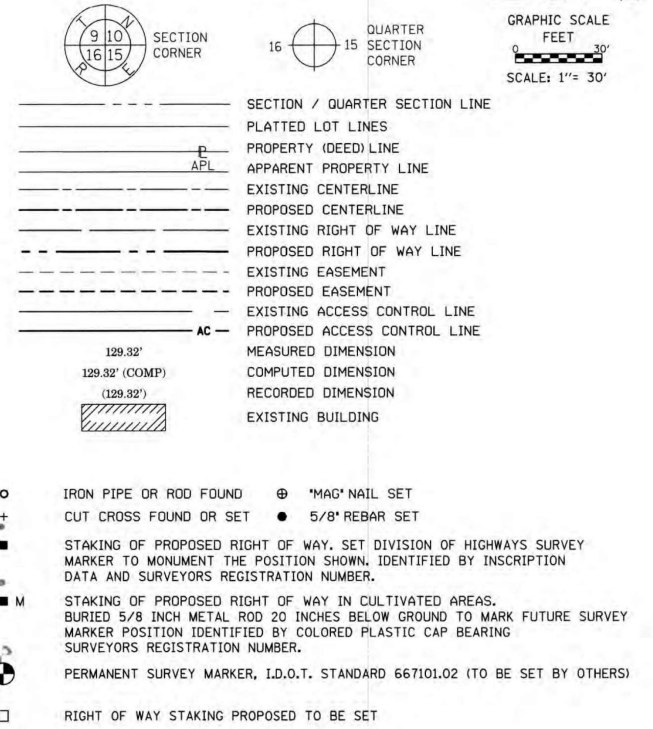 T N
9 10
16 15
R E
SECTION
CORNER
16
15
QUARTER
SECTION
CORNER
GRAPHIC SCALE
FEET
0 30'
SCALE: 1"= 30'
SECTION / QUARTER SECTION LINE
PLATTED LOT LINES
PROPERTY (DEED) LINE
APL APPARENT PROPERTY LINE
EXISTING CENTERLINE
PROPOSED CENTERLINE
EXISTING RIGHT OF WAY LINE
PROPOSED RIGHT OF WAY LINE
EXISTING EASEMENT
PROPOSED EASEMENT
EXISTING ACCESS CONTROL LINE
AC PROPOSED ACCESS CONTROL LINE
129.32' MEASURED DIMENSION
129.32' (COMP) COMPUTED DIMENSION
(129.32') RECORDED DIMENSION
EXISTING BUILDING
IRON PIPE OR ROD FOUND "MAG" NAIL SET
CUT CROSS FOUND OR SET 5/8" REBAR SET
STAKING OF PROPOSED RIGHT OF WAY. SET DIVISION OF HIGHWAYS SURVEY
MARKER TO MONUMENT THE POSITION SHOWN. IDENTIFIED BY INSCRIPTION
DATA AND SURVEYORS REGISTRATION NUMBER.
M STAKING OF PROPOSED RIGHT OF WAY IN CULTIVATED AREAS.
BURIED 5/8 INCH METAL ROD 20 INCHES BELOW GROUND TO MARK FUTURE SURVEY
MARKER POSITION IDENTIFIED BY COLORED PLASTIC CAP BEARING
SURVEYORS REGISTRATION NUMBER.
PERMANENT SURVEY MARKER, I.D.O.T. STANDARD 667101.02 (TO BE SET BY OTHERS)
RIGHT OF WAY STAKING PROPOSED TO BE SET